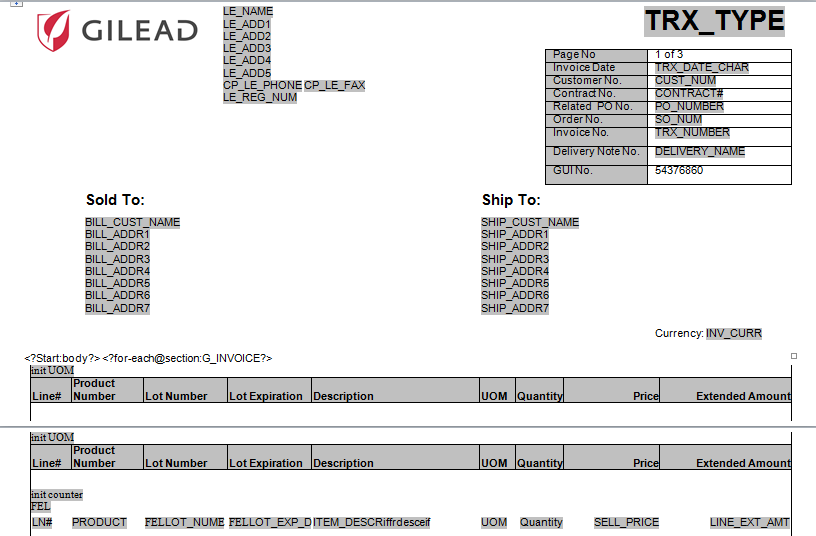 GILEAD
LE_NAME
LE_ADD1
LE_ADD2
LE_ADD3
LE_ADD4
LE_ADD5
CP_LE_PHONE CP_LE_FAX
LE_REG_NUM
TRX_TYPE
Page No 1 of 3
Invoice Date TRX_DATE_CHAR
Customer No. CUST_NUM
Contract No. CONTRACT#
Related PO No. PO_NUMBER
Order No. SO_NUM
Invoice No. TRX_NUMBER
Delivery Note No. DELIVERY_NAME
GUI No. 54376860
Sold To:
BILL_CUST_NAME
BILL_ADDR1
BILL_ADDR2
BILL_ADDR3
BILL_ADDR4
BILL_ADDR5
BILL_ADDR6
BILL_ADDR7
Ship To:
SHIP_CUST_NAME
SHIP_ADDR1
SHIP_ADDR2
SHIP_ADDR3
SHIP_ADDR4
SHIP_ADDR5
SHIP_ADDR6
SHIP_ADDR7
Currency: INV_CURR
<?Start:body?> <?for-each@section:G_INVOICE?>
init UOM
Product
Line# Number Lot Number Lot Expiration Description UOM Quantity Price Extended Amount
init UOM
Product
Line# Number Lot Number Lot Expiration Description UOM Quantity Price Extended Amount
init counter
FEL
LN# PRODUCT FELLOT_NUME FELLOT_EXP_D ITEM_DESCRiffrdesceif UOM Quantity SELL_PRICE LINE_EXT_AMT